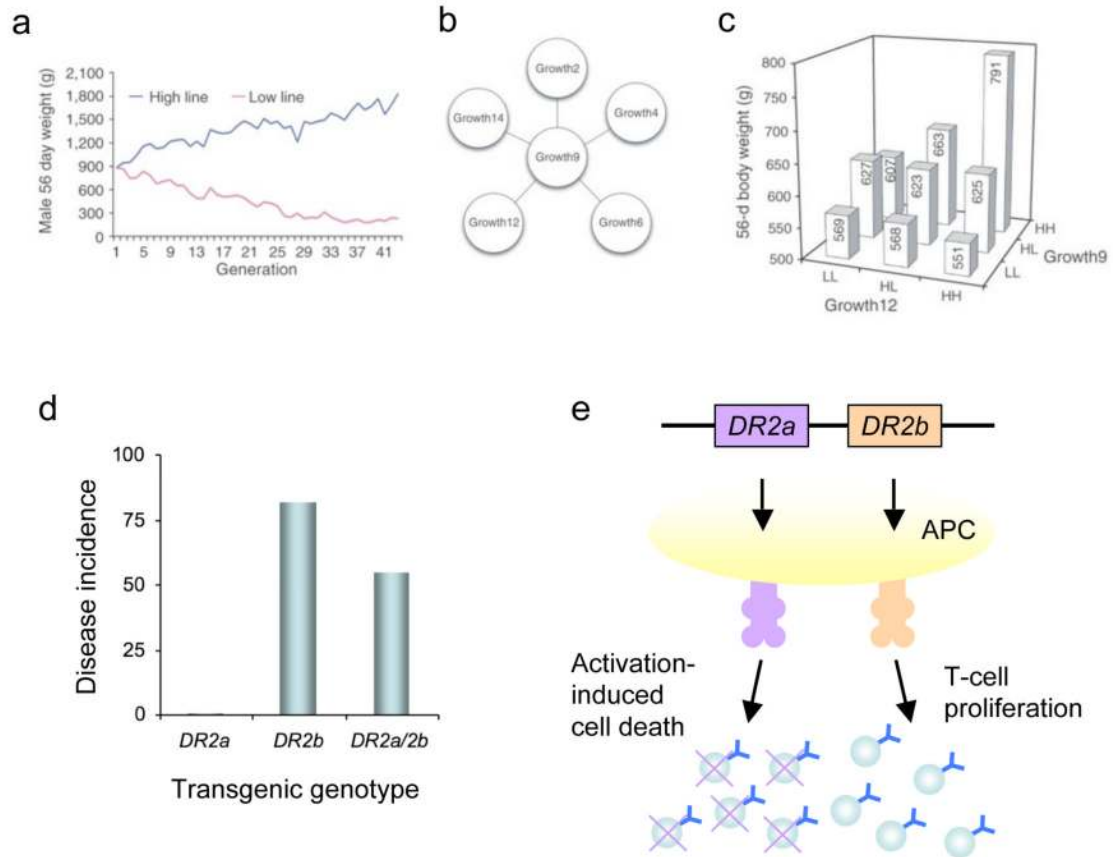 a
Male 56 day weight (g)
2,100
1,800
1,500
1,200
900
600
300
0
High line
Low line
1 5 9 13 17 21 25 29 33 37 41
Generation
b
Growth2
Growth14
Growth4
Growth9
Growth12
Growth6
c
56-d body weight (g)
800
750
700
650
600
550
500
791
663
607
627
623
625
569
568
551
LL
HL
HH
Growth12
LL
HL
HH
Growth9
d
Disease incidence
100
75
50
25
0
DR2a DR2b DR2a/2b
Transgenic genotype
e
DR2a DR2b
APC
Activation-
induced
cell death
T-cell
proliferation